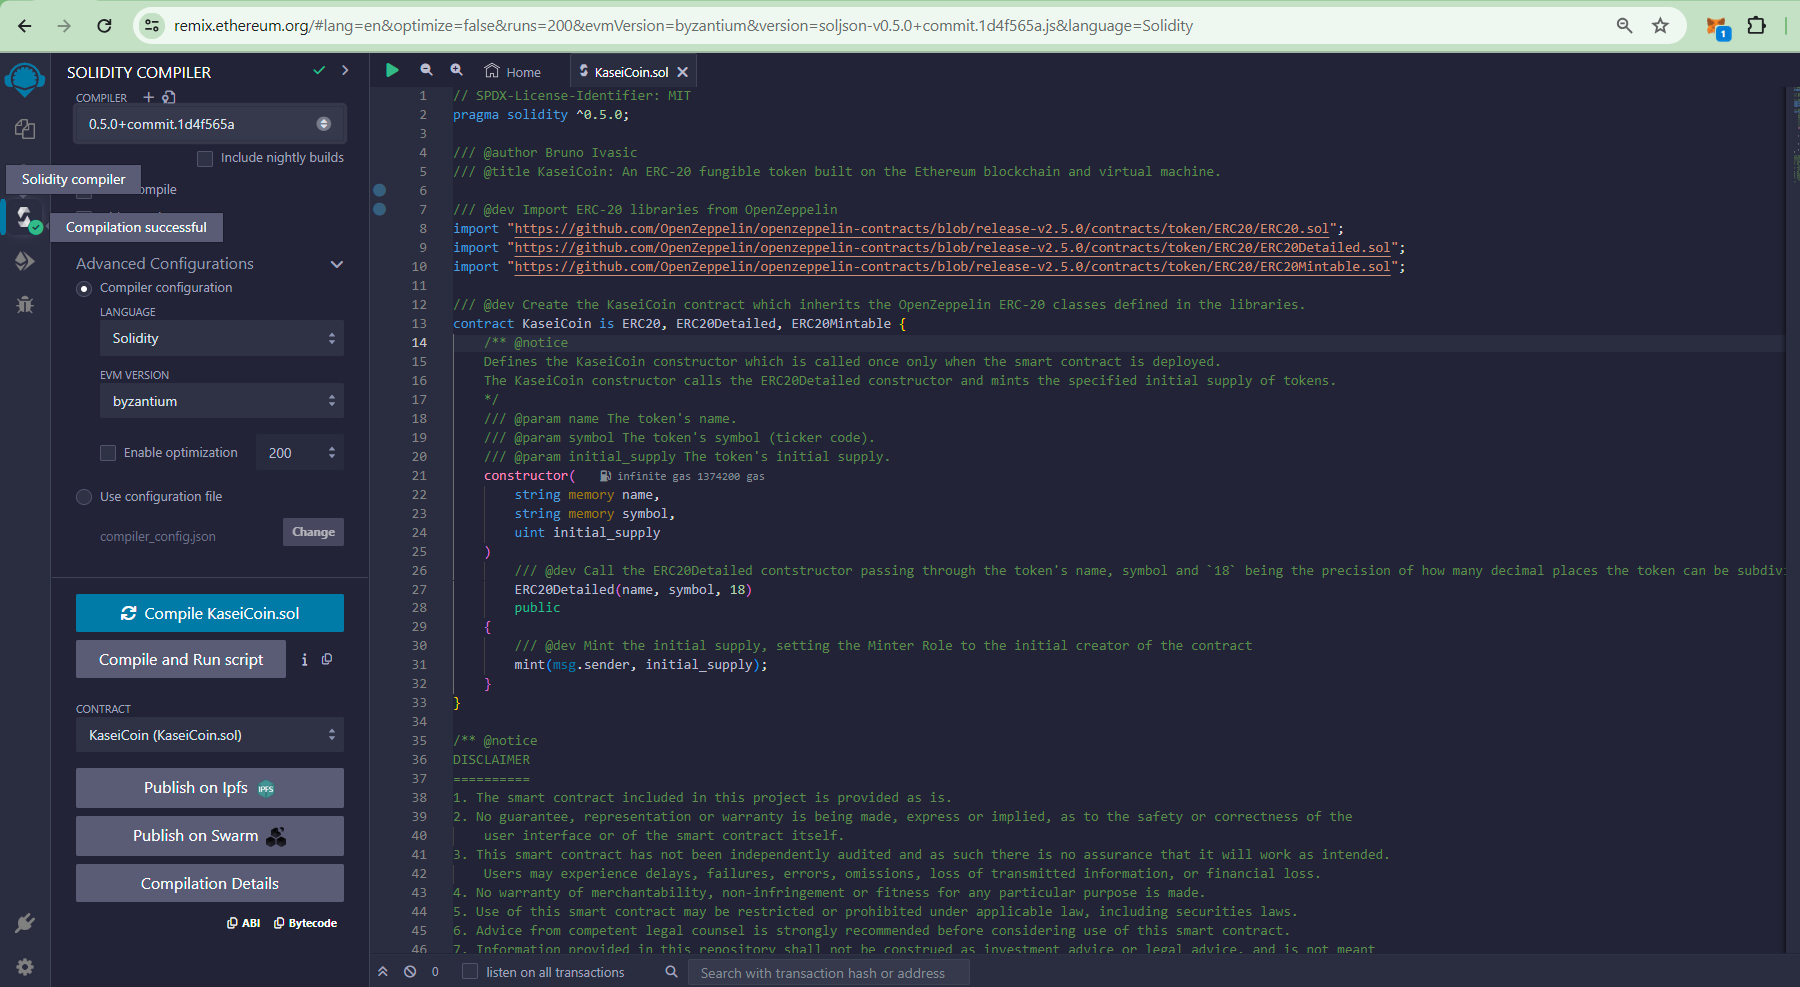 remix.ethereum.org/#lang=en&optimize=false&runs=200&evmVersion=byzantium&version=soljson-v0.5.0+commit.1d4f565a.js&language=Solidity
1
SOLIDITY COMPILER
COMPILER
0.5.0+commit.1d4f565a
Include nightly builds
Solidity compiler
ompile
Compilation successful
Advanced Configurations
Compiler configuration
LANGUAGE
Solidity
EVM VERSION
byzantium
Enable optimization
200
Use configuration file
compiler_config.json
Change
Compile KaseiCoin.sol
Compile and Run script
i
CONTRACT
KaseiCoin (KaseiCoin.sol)
Publish on Ipfs IPFS
Publish on Swarm
Compilation Details
ABI Bytecode
Home KaseiCoin.sol
1 // SPDX-License-Identifier: MIT
2 pragma solidity ^0.5.0;
3
4 /// @author Bruno Ivasic
5 /// @title KaseiCoin: An ERC-20 fungible token built on the Ethereum blockchain and virtual machine.
6
7 /// @dev Import ERC-20 libraries from OpenZeppelin
8 import "https://github.com/OpenZeppelin/openzeppelin-contracts/blob/release-v2.5.0/contracts/token/ERC20/ERC20.sol";
9 import "https://github.com/OpenZeppelin/openzeppelin-contracts/blob/release-v2.5.0/contracts/token/ERC20/ERC20Detailed.sol";
10 import "https://github.com/OpenZeppelin/openzeppelin-contracts/blob/release-v2.5.0/contracts/token/ERC20/ERC20Mintable.sol";
11
12 /// @dev Create the KaseiCoin contract which inherits the OpenZeppelin ERC-20 classes defined in the libraries.
13 contract KaseiCoin is ERC20, ERC20Detailed, ERC20Mintable {
14 /** @notice
15 Defines the KaseiCoin constructor which is called once only when the smart contract is deployed.
16 The KaseiCoin constructor calls the ERC20Detailed constructor and mints the specified initial supply of tokens.
17 */
18 /// @param name The token's name.
19 /// @param symbol The token's symbol (ticker code).
20 /// @param initial_supply The token's initial supply.
21 constructor( infinite gas 1374200 gas
22 string memory name,
23 string memory symbol,
24 uint initial_supply
25 )
26 /// @dev Call the ERC20Detailed contstructor passing through the token's name, symbol and `18` being the precision of how many decimal places the token can be subdivi
27 ERC20Detailed(name, symbol, 18)
28 public
29 {
30 /// @dev Mint the initial supply, setting the Minter Role to the initial creator of the contract
31 mint(msg.sender, initial_supply);
32 }
33 }
34
35 /** @notice
36 DISCLAIMER
37 ==========
38 1. The smart contract included in this project is provided as is.
39 2. No guarantee, representation or warranty is being made, express or implied, as to the safety or correctness of the
40 user interface or of the smart contract itself.
41 3. This smart contract has not been independently audited and as such there is no assurance that it will work as intended.
42 Users may experience delays, failures, errors, omissions, loss of transmitted information, or financial loss.
43 4. No warranty of merchantability, non-infringement or fitness for any particular purpose is made.
44 5. Use of this smart contract may be restricted or prohibited under applicable law, including securities laws.
45 6. Advice from competent legal counsel is strongly recommended before considering use of this smart contract.
46 7. Information provided in this repository shall not be construed as investment advice or legal advice, and is not meant
0 listen on all transactions Search with transaction hash or address